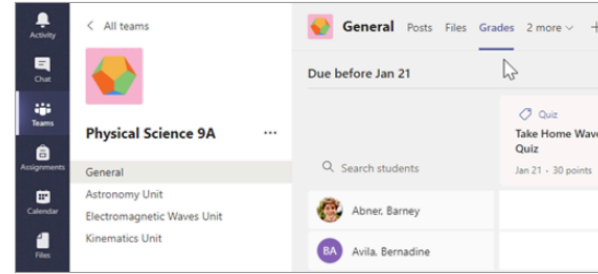 Activity
Chat
Teams
Assignments
Calendar
Files
All teams
Physical Science 9A
General
Astronomy Unit
Electromagnetic Waves Unit
Kinematics Unit
General Posts Files Grades 2 more
Due before Jan 21
Quiz
Take Home Wave
Quiz
Jan 21 - 30 points
Search students
Abner, Barney
BA Avila, Bernadine